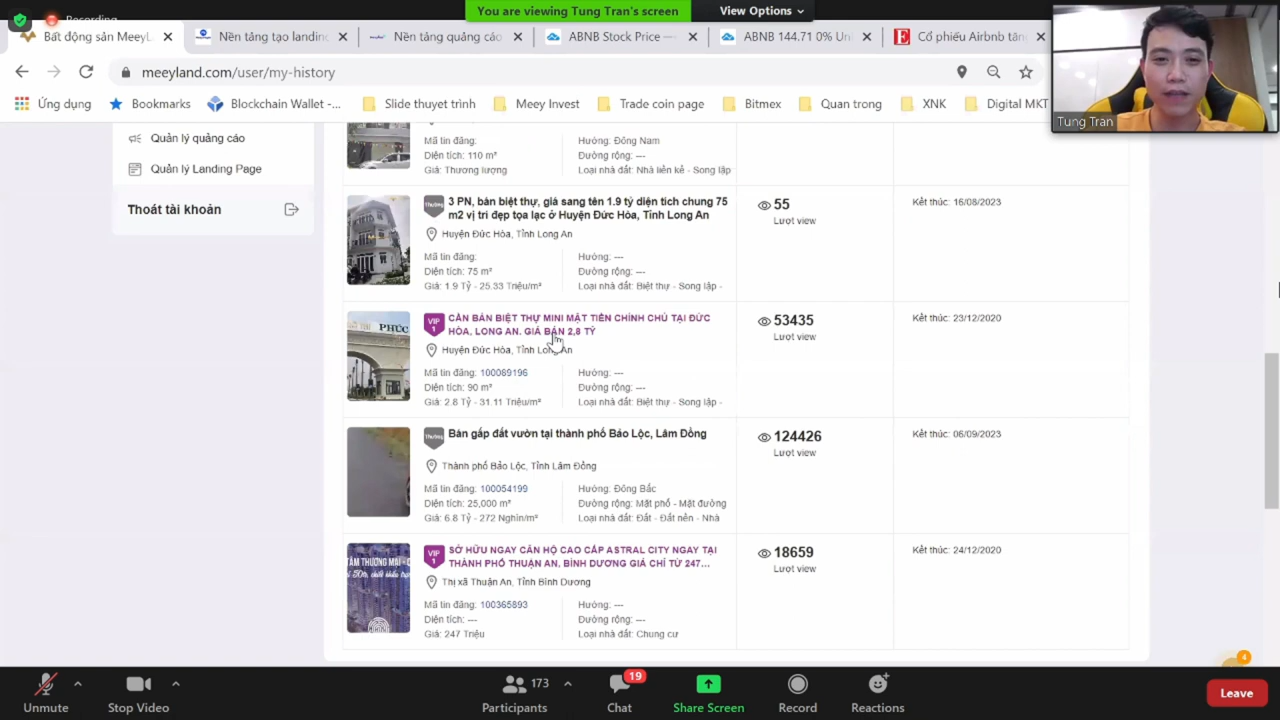 Recording
You are viewing Tung Tran's screen
View Options
Bất động sản MeeyL
Nền tảng tạo landin
Nền tảng quảng cáo
ABNB Stock Price —
ABNB 144.71 0% Un
Cổ phiếu Airbnb tăn
meeyland.com/user/my-history
Ứng dụng
Bookmarks
Blockchain Wallet -...
Slide thuyết trình
Meey Invest
Trade coin page
Bitmex
Quan trong
XNK
Digital MKT
Tung Tran
Quản lý quảng cáo
Quản lý Landing Page
Thoát tài khoản
Mã tin đăng:
Hướng: Đông Nam
Diện tích: 110 m²
Đường rộng: ---
Giá: Thương lượng
Loại nhà đất: Nhà liền kề - Song lập
Thường
3 PN, bán biệt thự, giá sang tên 1.9 tỷ diện tích chung 75
m2 vị trí đẹp tọa lạc ở Huyện Đức Hòa, Tỉnh Long An
Huyện Đức Hòa, Tỉnh Long An
Mã tin đăng:
Hướng: ---
Diện tích: 75 m²
Đường rộng: ---
Giá: 1.9 Tỷ - 25.33 Triệu/m²
Loại nhà đất: Biệt thự - Song lập -
55
Lượt view
Kết thúc: 16/08/2023
PHÚC
VIP
1
CẦN BÁN BIỆT THỰ MINI MẶT TIỀN CHÍNH CHỦ TẠI ĐỨC
HÒA, LONG AN. GIÁ BÁN 2,8 TỶ
Huyện Đức Hòa, Tỉnh Long An
Mã tin đăng: 100089196
Hướng: ---
Diện tích: 90 m²
Đường rộng: ---
Giá: 2.8 Tỷ - 31.11 Triệu/m²
Loại nhà đất: Biệt thự - Song lập -
53435
Lượt view
Kết thúc: 23/12/2020
Thường
Bán gấp đất vườn tại thành phố Bảo Lộc, Lâm Đồng
Thành phố Bảo Lộc, Tỉnh Lâm Đồng
Mã tin đăng: 100054199
Hướng: Đông Bắc
Diện tích: 25,000 m²
Đường rộng: Mặt phố - Mặt đường
Giá: 6.8 Tỷ - 272 Nghìn/m²
Loại nhà đất: Đất - Đất nền - Nhà
124426
Lượt view
Kết thúc: 06/09/2023
TÂM THƯƠNG MẠI
VIP
1
SỞ HỮU NGAY CĂN HỘ CAO CẤP ASTRAL CITY NGAY TẠI
THÀNH PHỐ THUẬN AN, BÌNH DƯƠNG GIÁ CHỈ TỪ 247...
Thị xã Thuận An, Tỉnh Bình Dương
Mã tin đăng: 100365893
Hướng: ---
Diện tích: ---
Đường rộng: ---
Giá: 247 Triệu
Loại nhà đất: Chung cư
18659
Lượt view
Kết thúc: 24/12/2020
4
Unmute
Stop Video
173
Participants
19
Chat
Share Screen
Record
Reactions
Leave